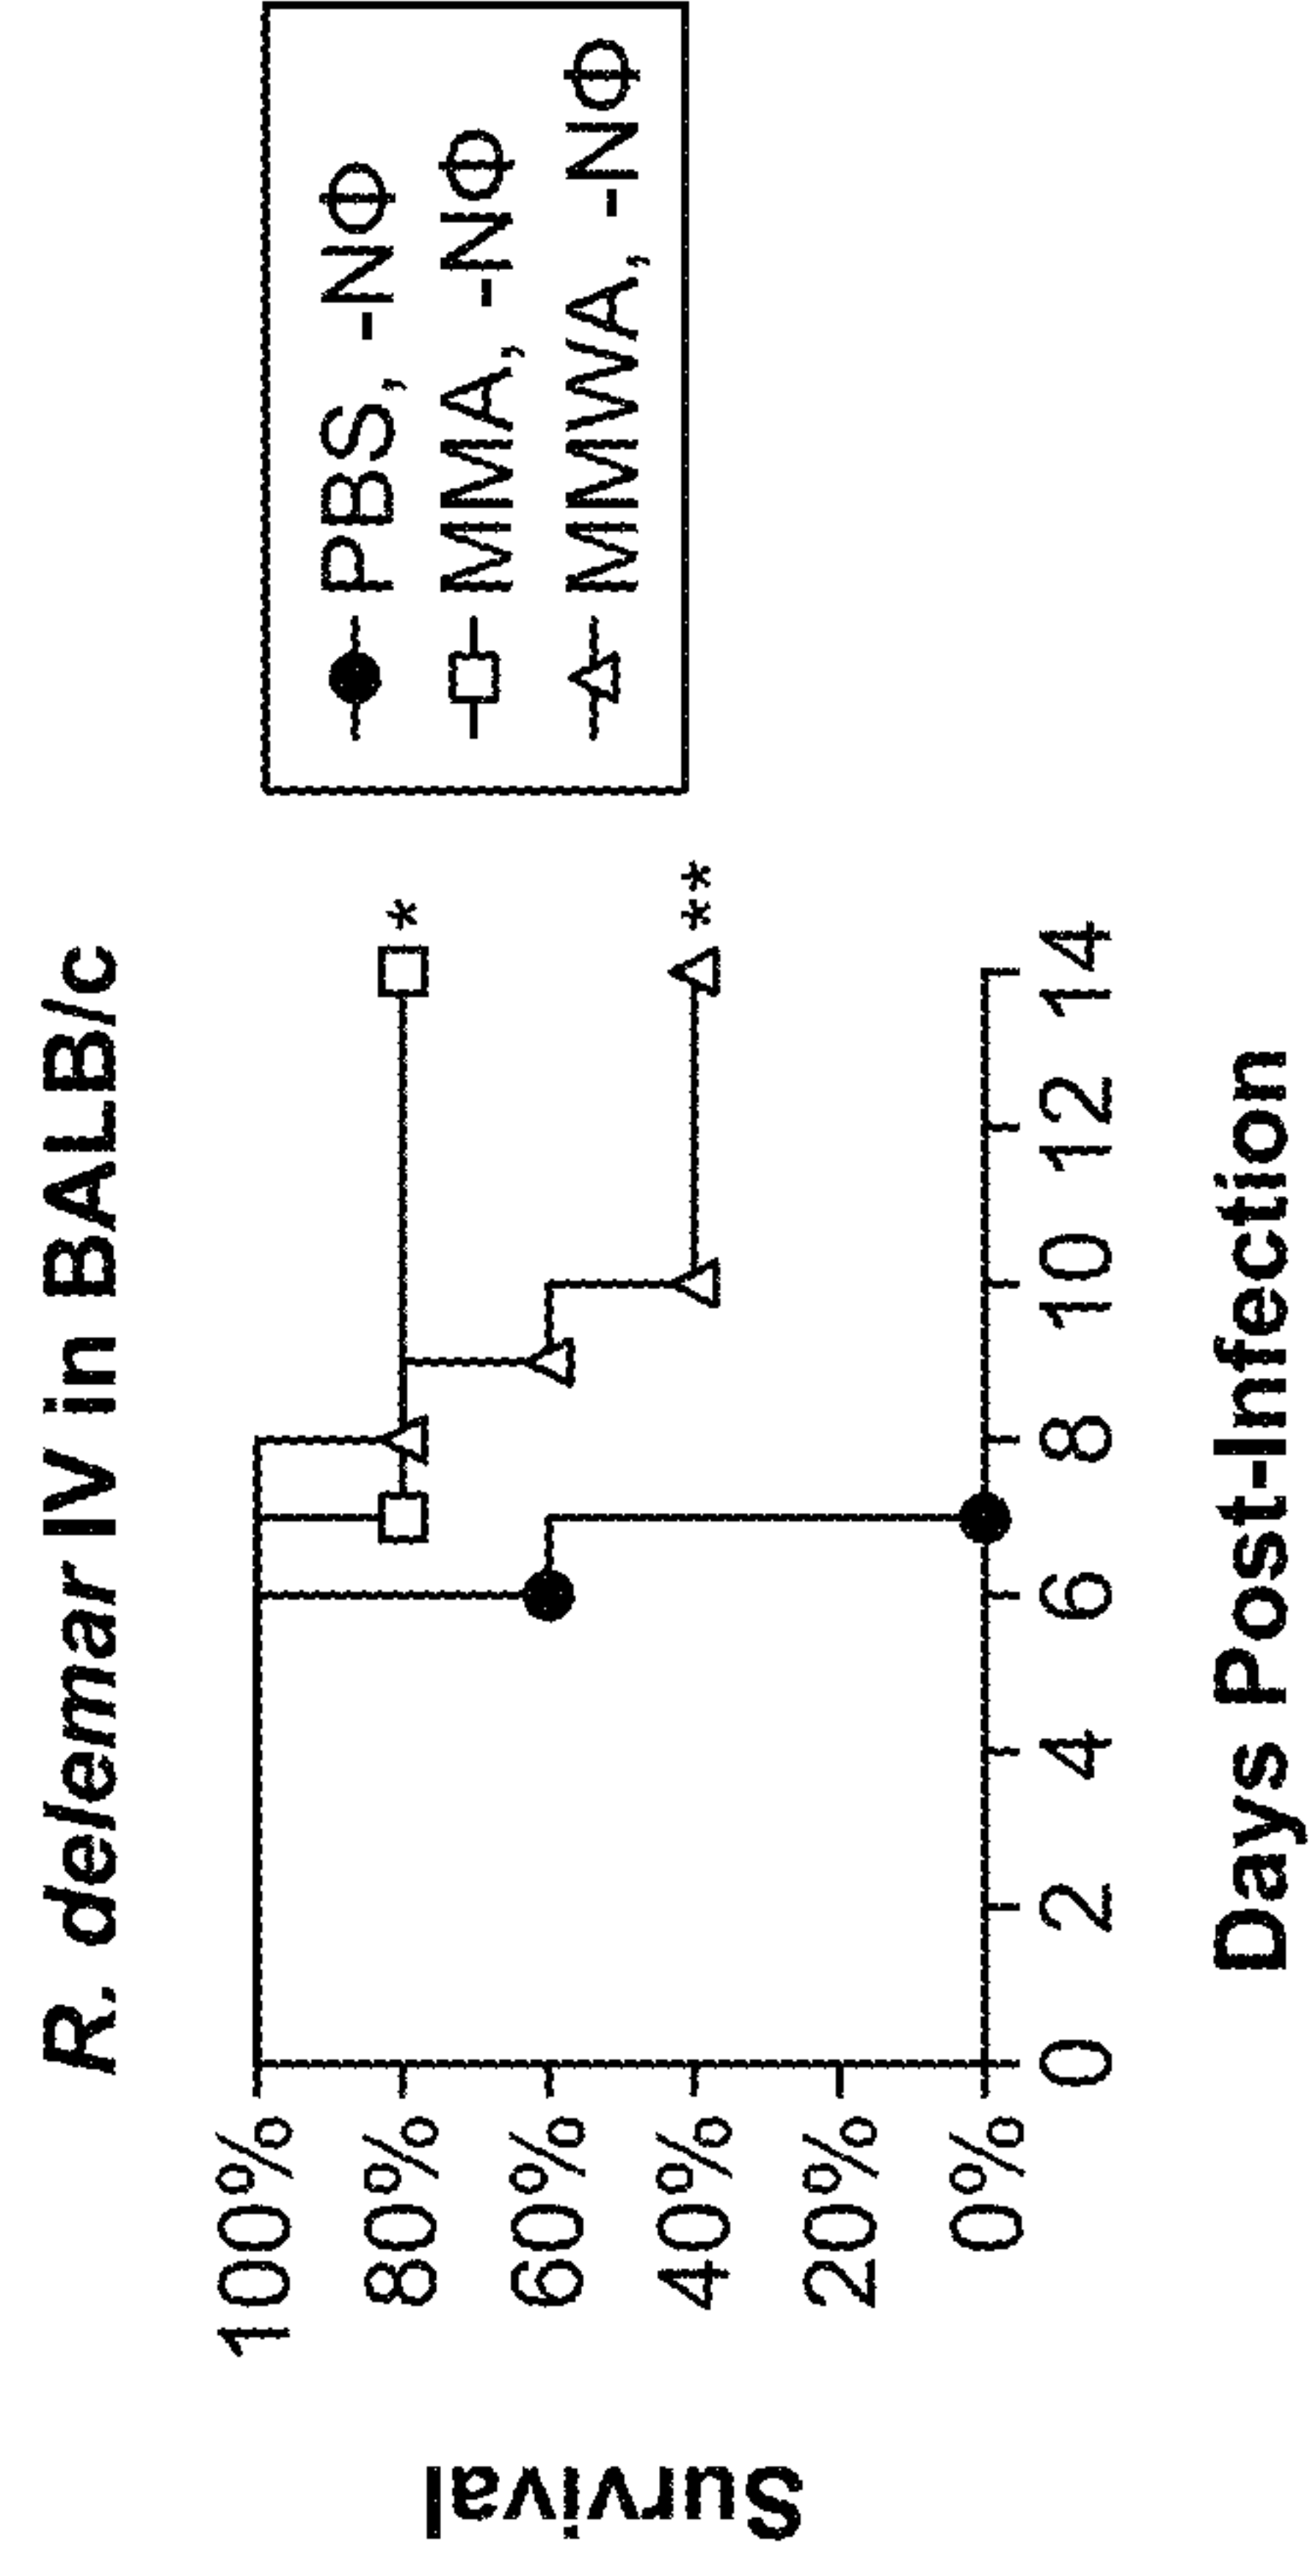 R. delemar IV in BALB/c
Survival
100%
80%
60%
40%
20%
0%
0 2 4 6 8 10 12 14
Days Post-Infection
*
**
PBS, -NΦ
MMA, -NΦ
MMWA, -NΦ